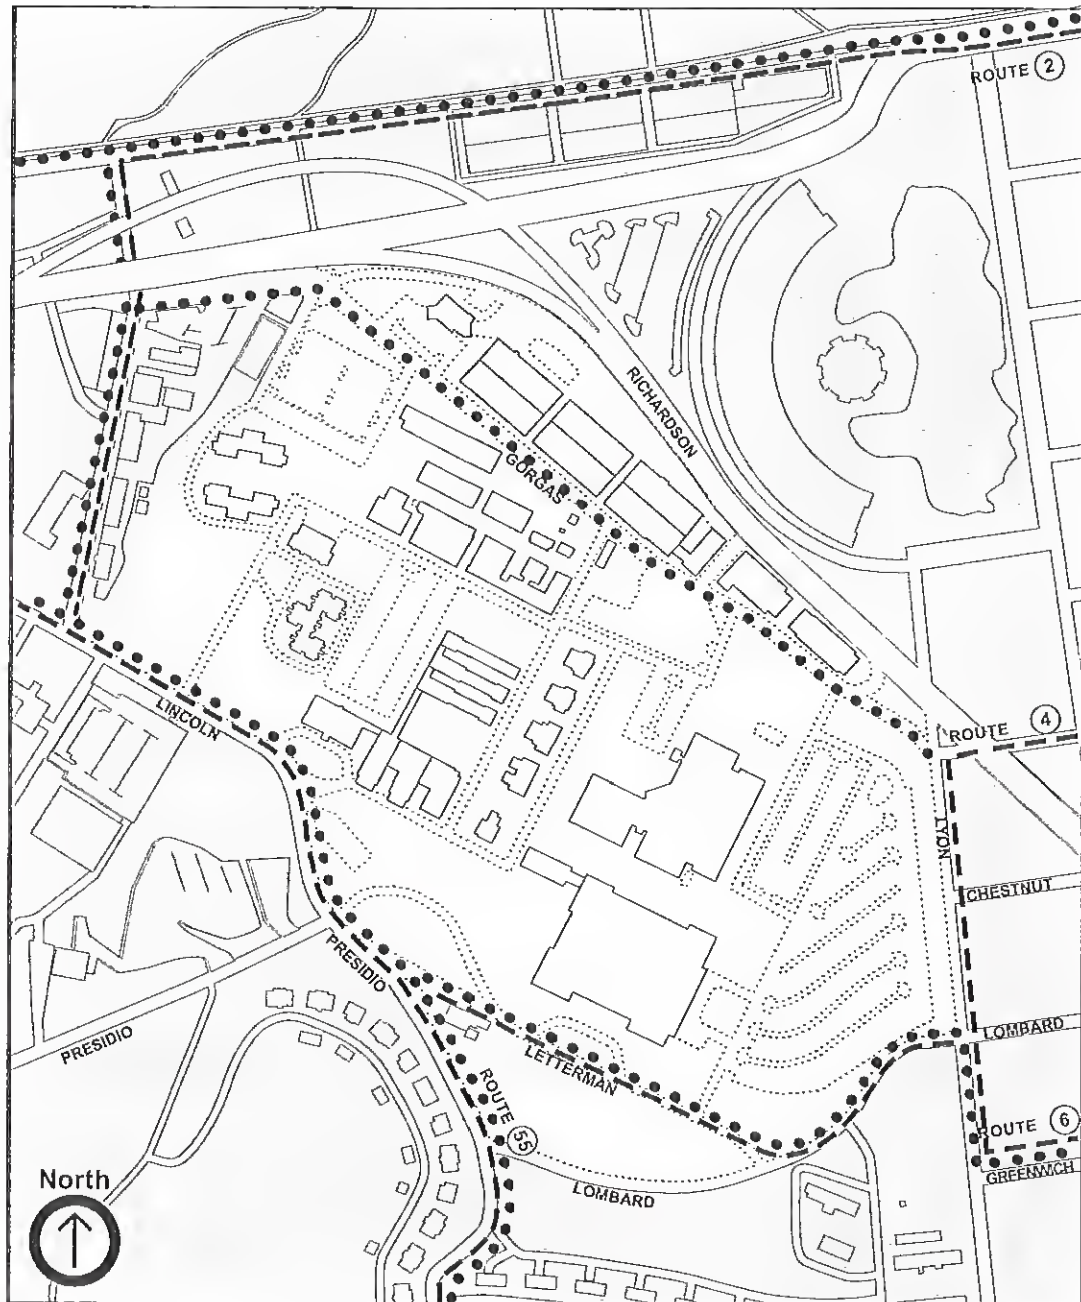 ROUTE 2
RICHARDSON
GORGAS
LINCOLN
ROUTE 4
LYON
CHESTNUT
PRESIDIO
PRESIDIO
LOMBARD
LETTERMAN
ROUTE 55
ROUTE 6
GREENWICH
LOMBARD
North